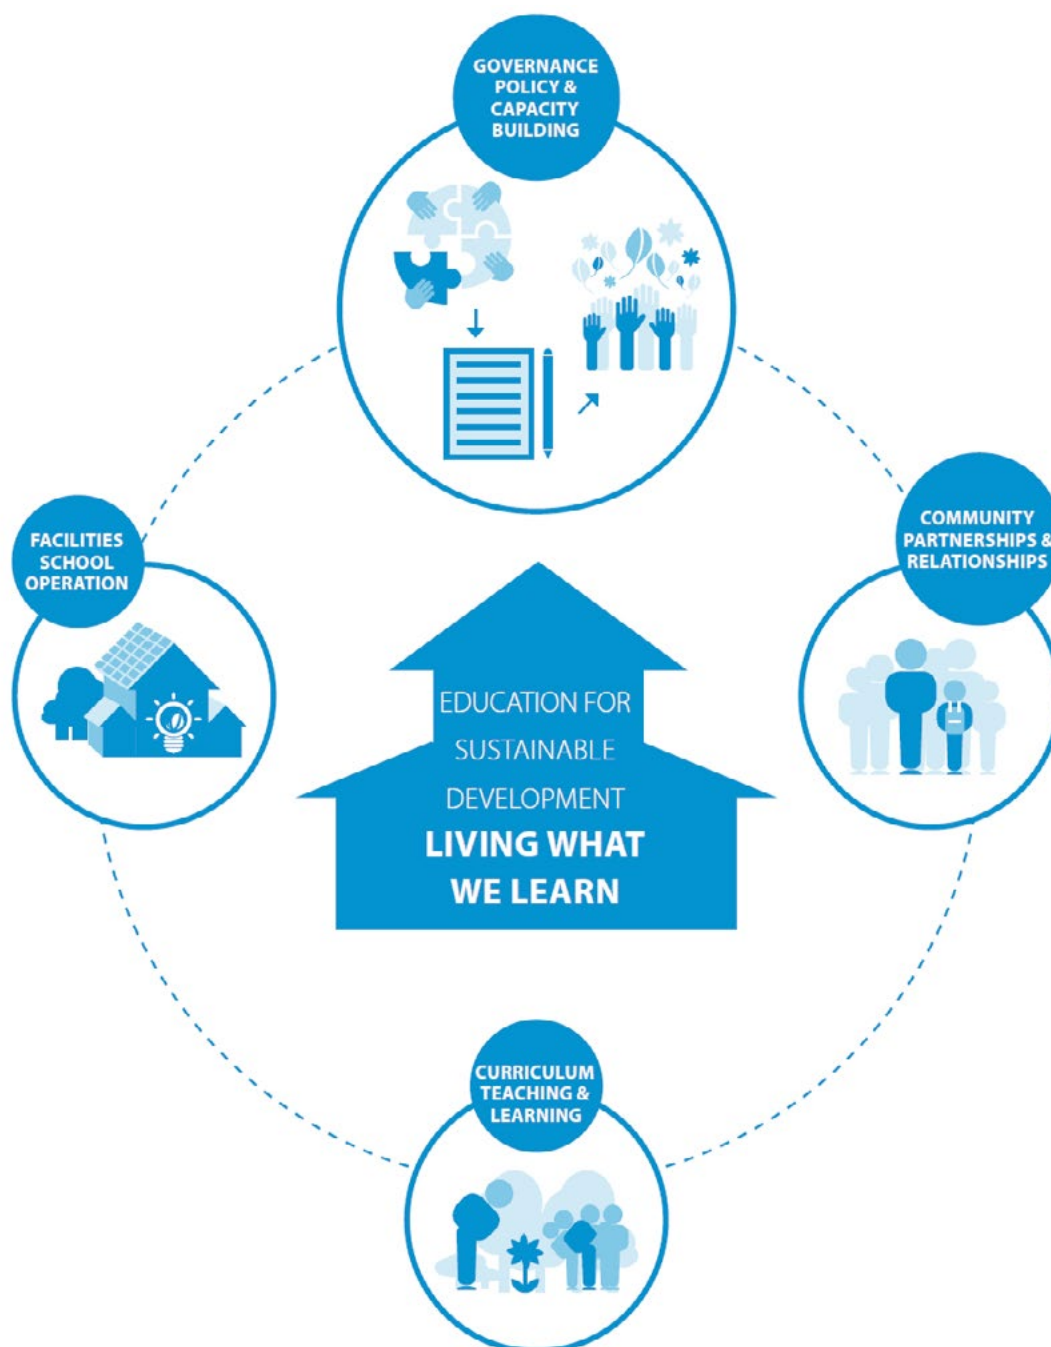 GOVERNANCE
POLICY &
CAPACITY
BUILDING
FACILITIES
SCHOOL
OPERATION
COMMUNITY
PARTNERSHIPS &
RELATIONSHIPS
EDUCATION FOR
SUSTAINABLE
DEVELOPMENT
LIVING WHAT
WE LEARN
CURRICULUM
TEACHING &
LEARNING